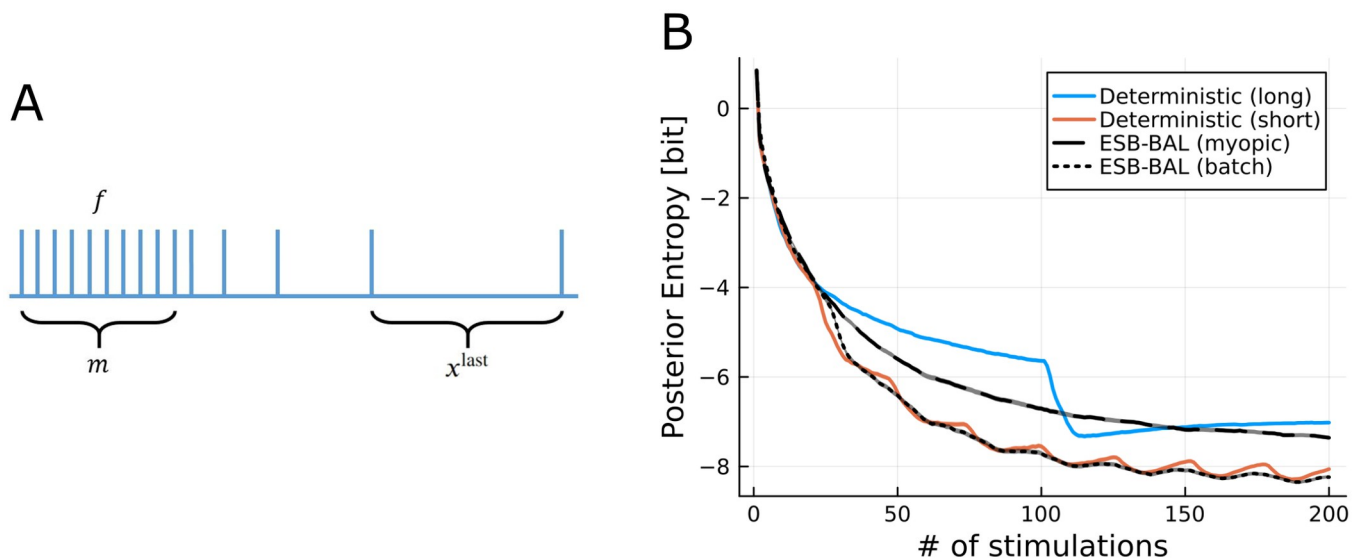 A
f
m
x^last
B
Posterior Entropy [bit]
0
−2
−4
−6
−8
Deterministic (long)
Deterministic (short)
ESB-BAL (myopic)
ESB-BAL (batch)
0 50 100 150 200
# of stimulations